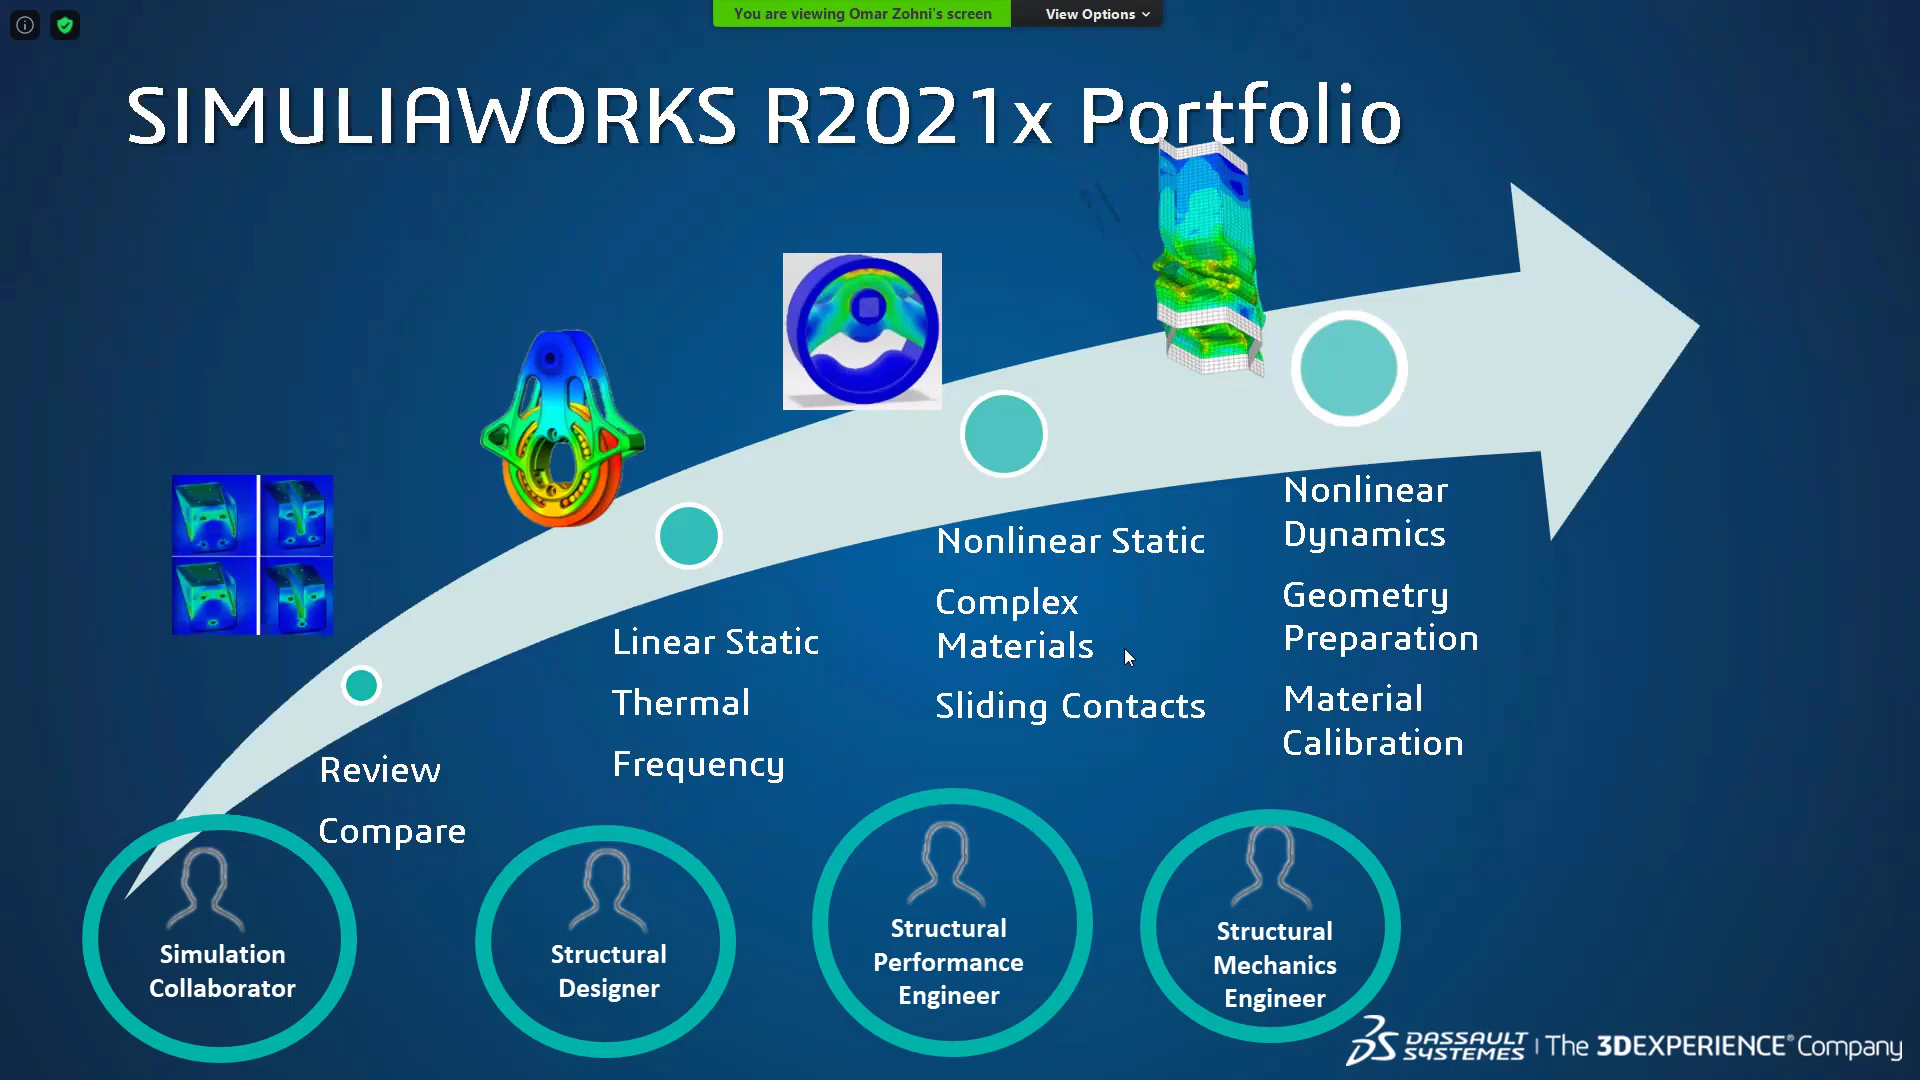 You are viewing Omar Zohni's screen
View Options
SIMULIAWORKS R2021x Portfolio
Review
Compare
Linear Static
Thermal
Frequency
Nonlinear Static
Complex
Materials
Sliding Contacts
Nonlinear
Dynamics
Geometry
Preparation
Material
Calibration
Simulation
Collaborator
Structural
Designer
Structural
Performance
Engineer
Structural
Mechanics
Engineer
DASSAULT
SYSTEMES
The 3DEXPERIENCE® Company